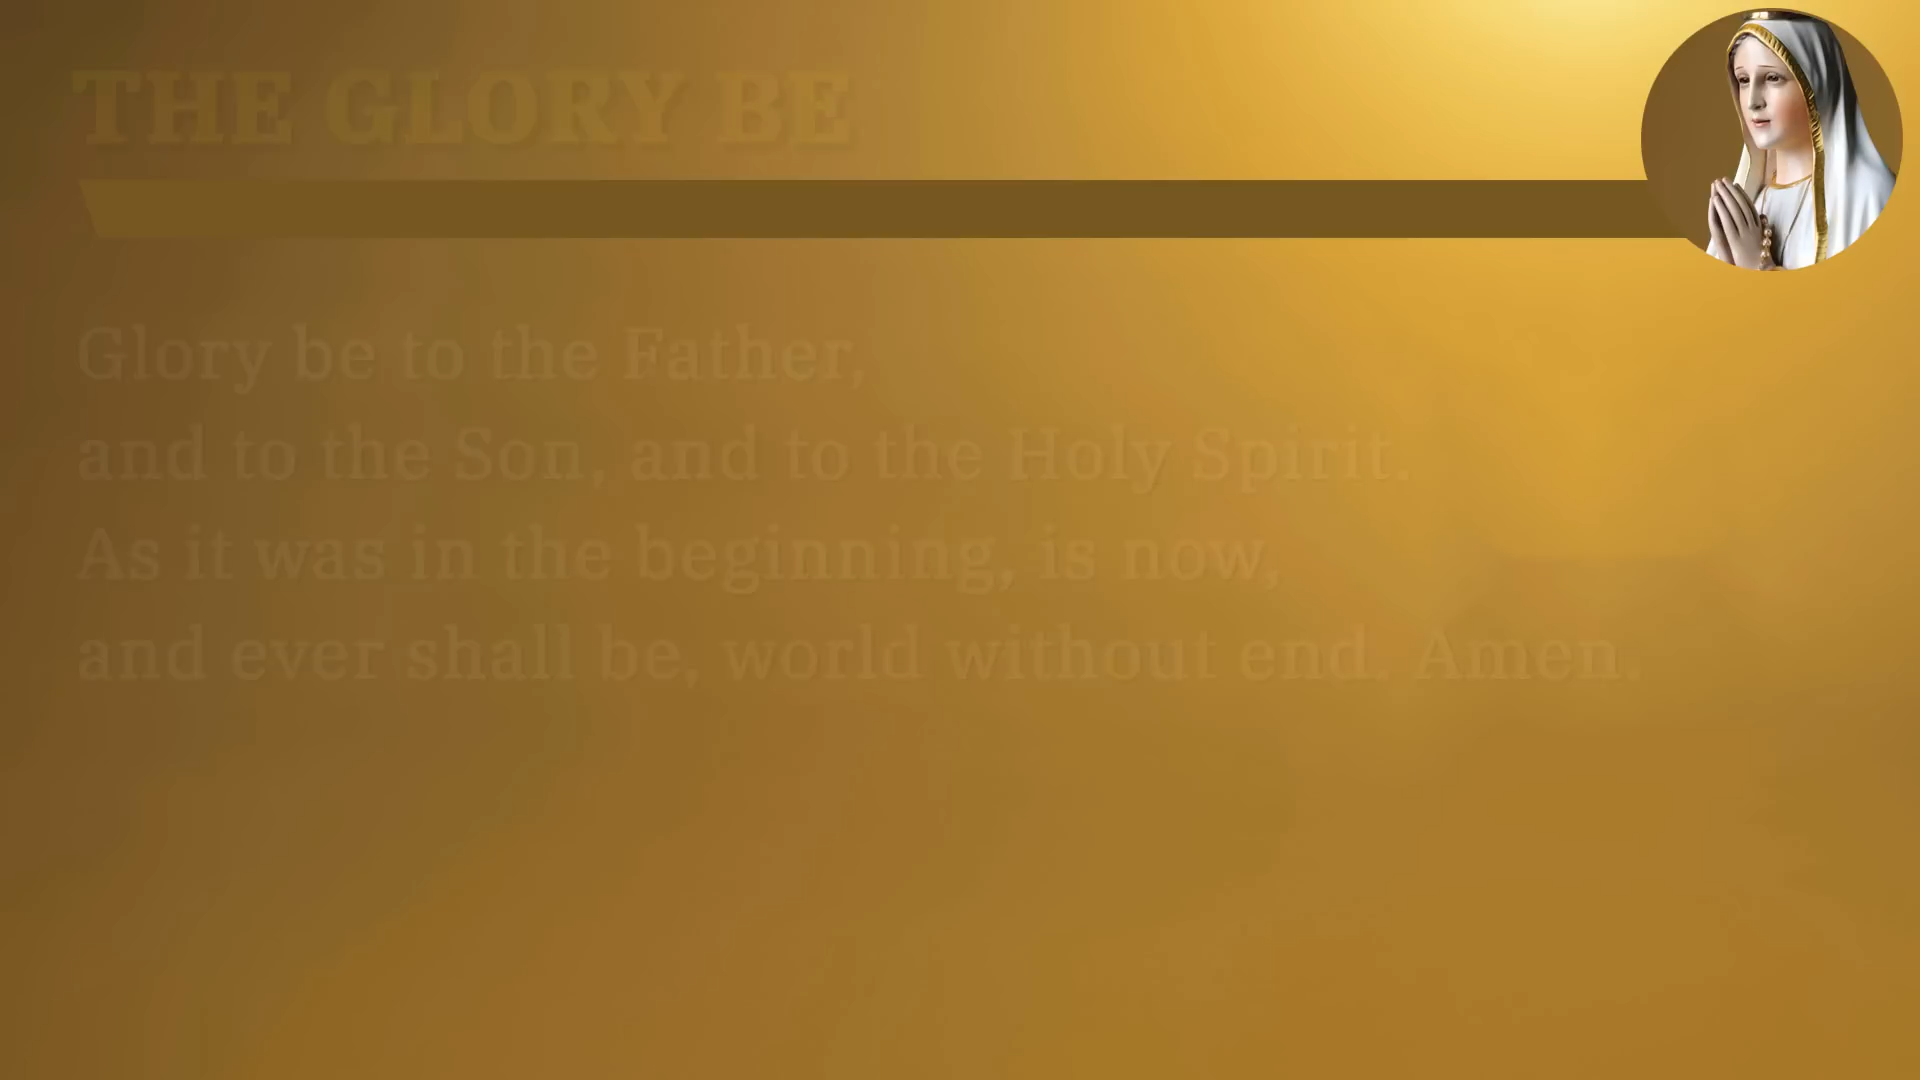 THE GLORY BE
Glory be to the Father,
and to the Son, and to the Holy Spirit.
As it was in the beginning, is now,
and ever shall be, world without end. Amen.